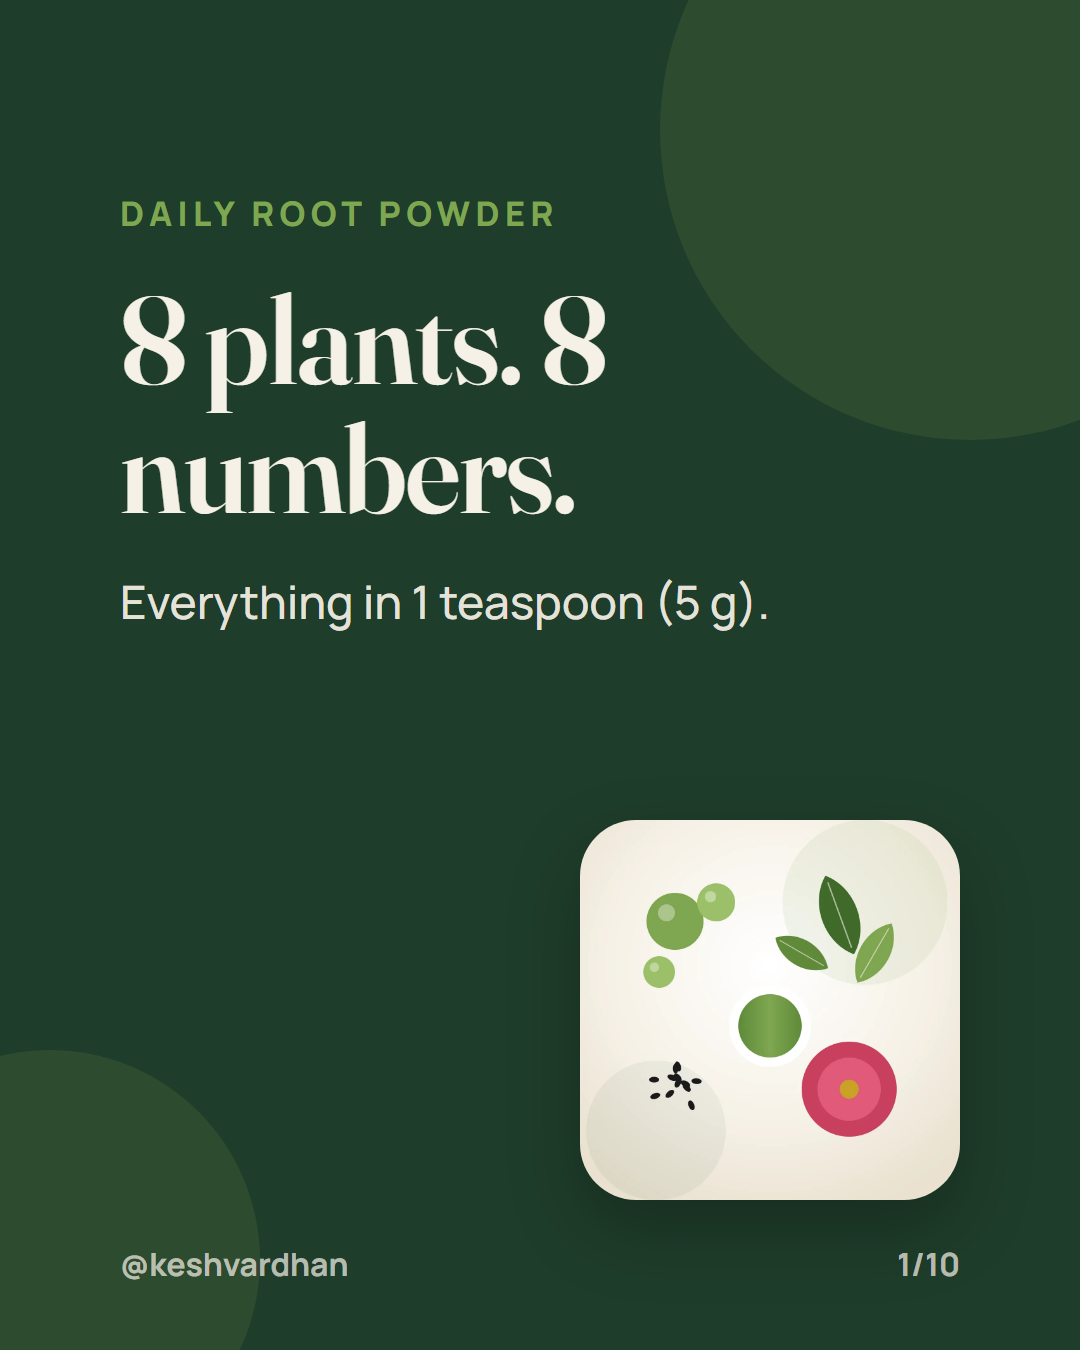 DAILY ROOT POWDER
8 plants. 8
numbers.
Everything in 1 teaspoon (5 g).
@keshvardhan
1/10